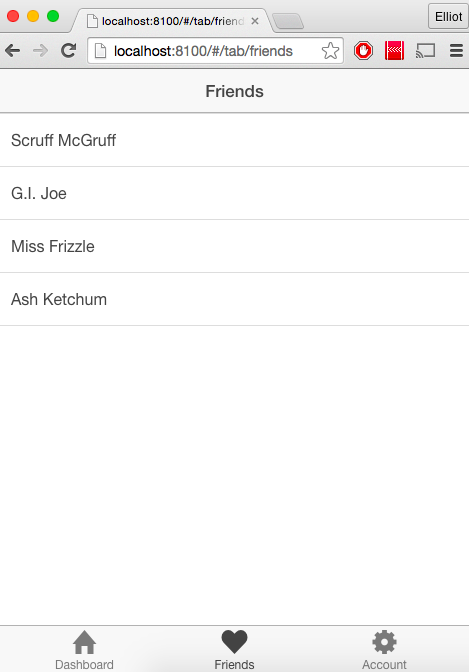 localhost:8100/#/tab/friend
Elliot
localhost:8100/#/tab/friends
Friends
Scruff McGruff
G.I. Joe
Miss Frizzle
Ash Ketchum
Dashboard
Friends
Account